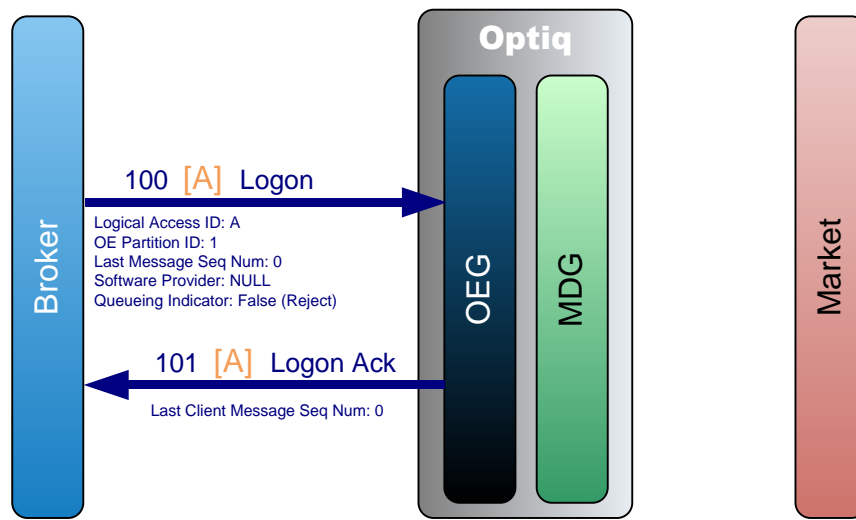 Optiq
Broker
100 [A] Logon
Logical Access ID: A
OE Partition ID: 1
Last Message Seq Num: 0
Software Provider: NULL
Queueing Indicator: False (Reject)
101 [A] Logon Ack
Last Client Message Seq Num: 0
OEG
MDG
Market